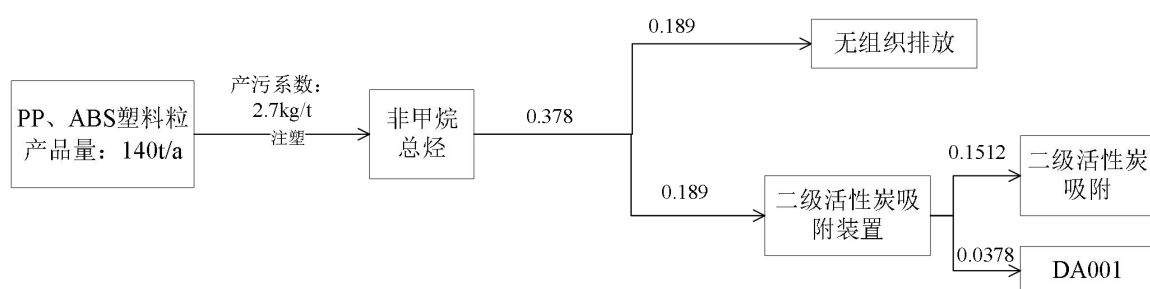 0.189
无组织排放
产污系数：
2.7kg/t
注塑
PP、ABS塑料粒
产品量：140t/a
非甲烷
总烃
0.378
0.189
二级活性炭吸
附装置
0.1512
二级活性炭
吸附
0.0378
DA001